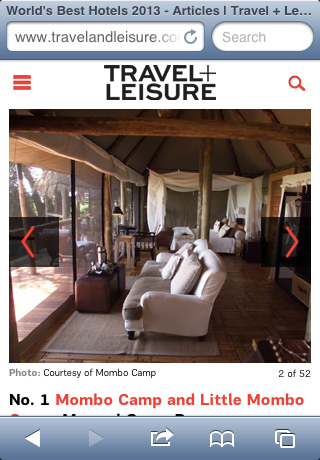 World's Best Hotels 2013 - Articles | Travel + Le...
www.travelandleisure.co
Search
TRAVEL+
LEISURE
Photo: Courtesy of Mombo Camp
2 of 52
No. 1 Mombo Camp and Little Mombo